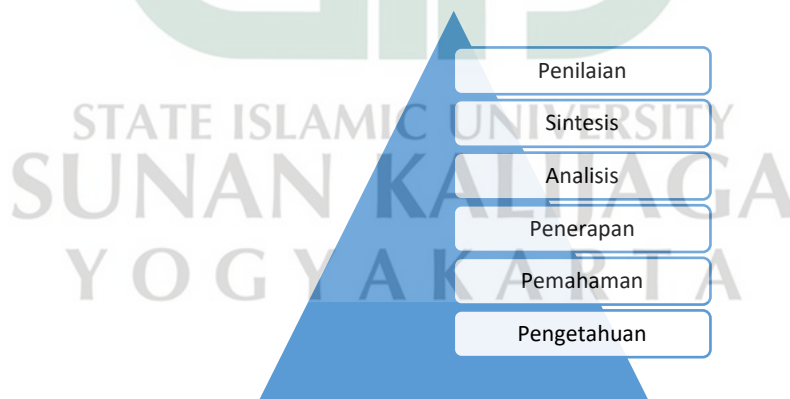 Penilaian
STATE ISLAMIC UNIVERSITY
Sintesis
SUNAN KALIJAGA
Analisis
Penerapan
YOGYAKARTA
Pemahaman
Pengetahuan